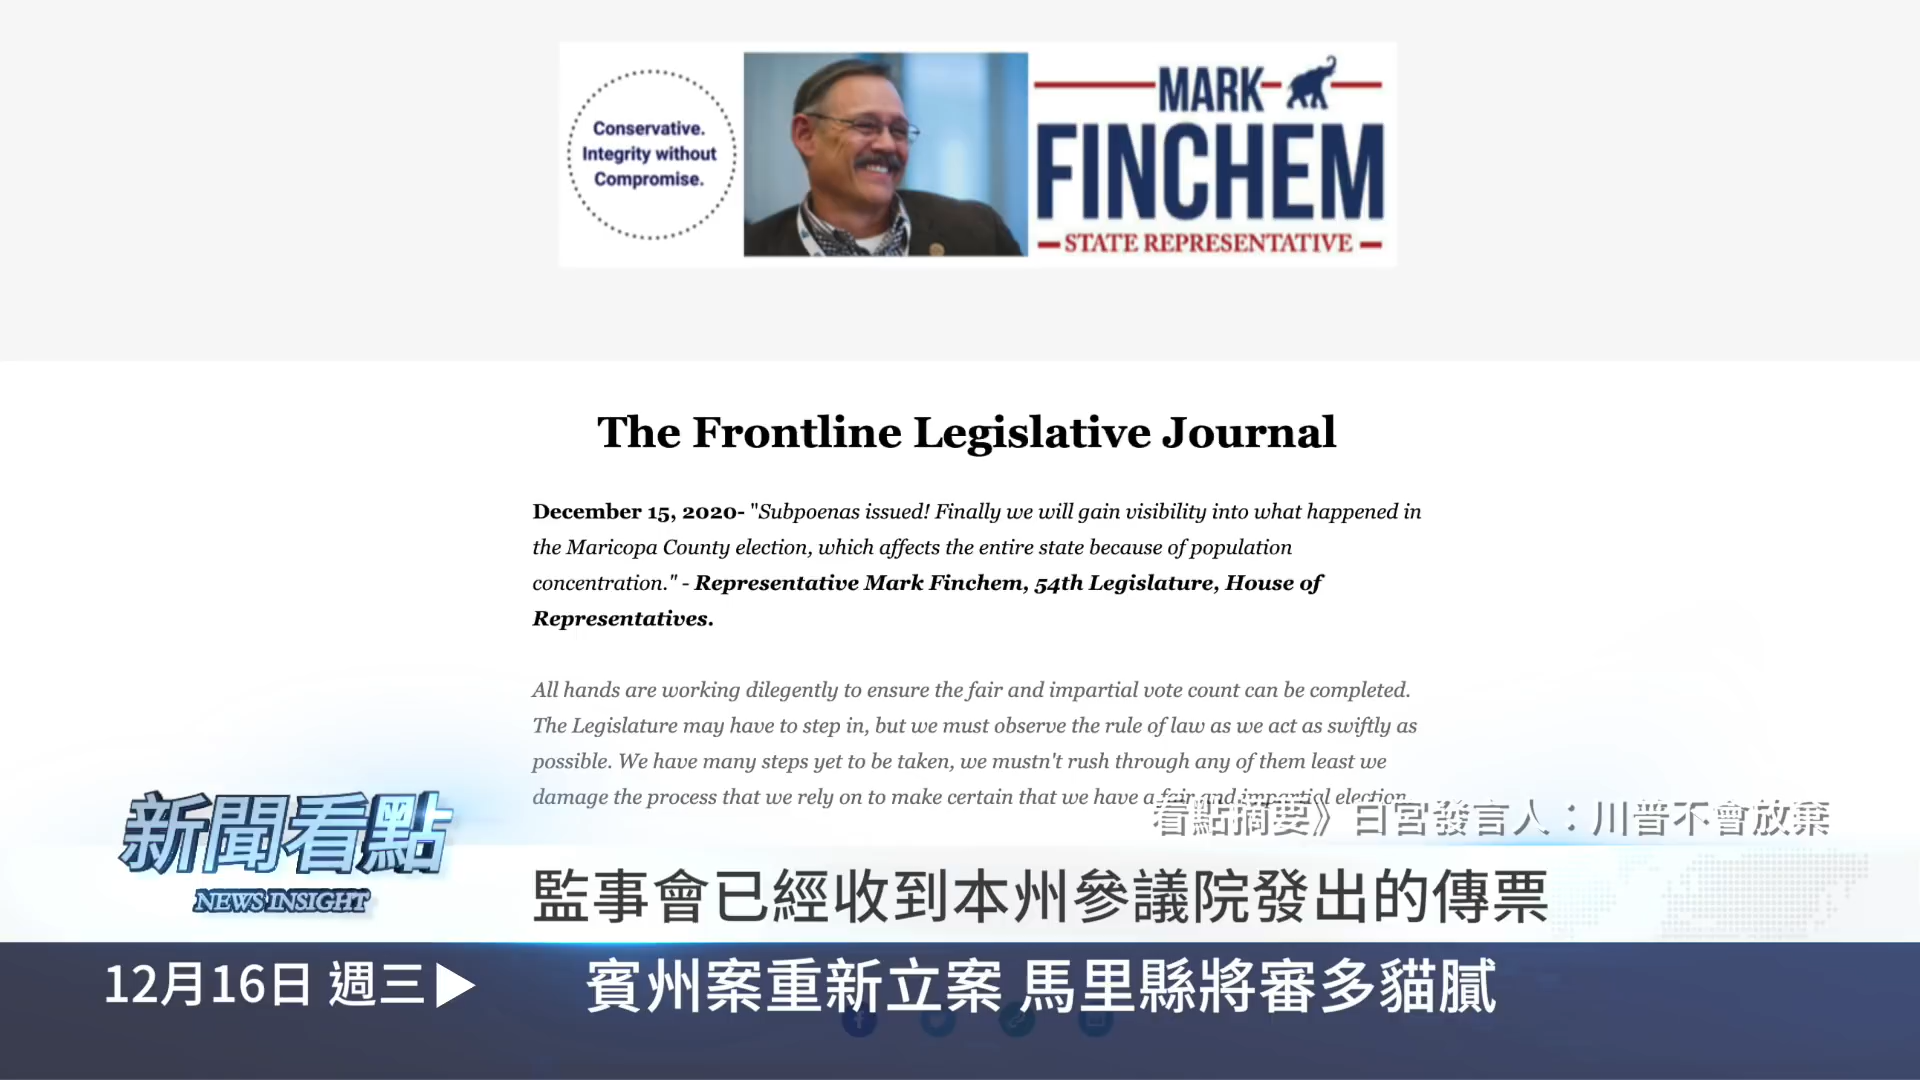 Conservative.
Integrity without
Compromise.
MARK
FINCHEM
STATE REPRESENTATIVE
The Frontline Legislative Journal
December 15, 2020- "Subpoenas issued! Finally we will gain visibility into what happened in
the Maricopa County election, which affects the entire state because of population
concentration." - Representative Mark Finchem, 54th Legislature, House of
Representatives.
All hands are working dilegently to ensure the fair and impartial vote count can be completed.
The Legislature may have to step in, but we must observe the rule of law as we act as swiftly as
possible. We have many steps yet to be taken, we mustn't rush through any of them least we
damage the process that we rely on to make certain that we have a fair and impartial election.
看點摘要》白宮發言人：川普不會放棄
新聞看點
NEWS INSIGHT
監事會已經收到本州參議院發出的傳票
12月16日 週三▶
賓州案重新立案 馬里縣將審多貓膩